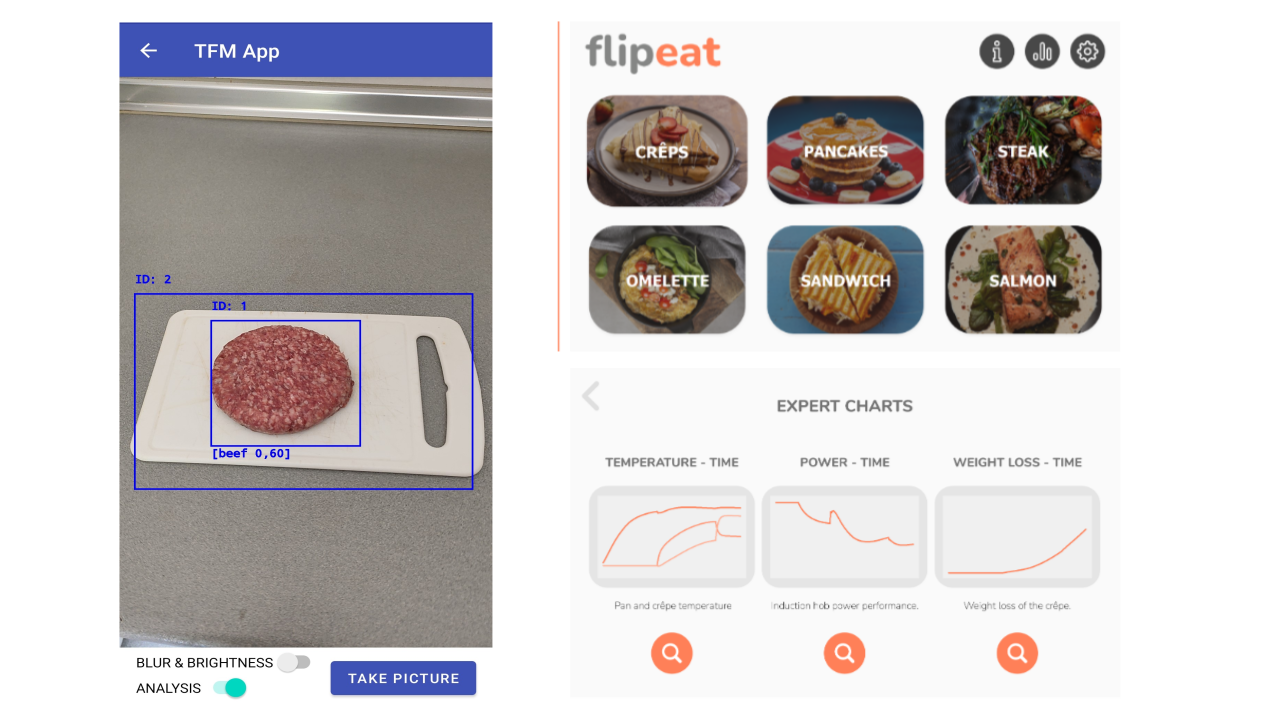 TFM App
ID: 2
ID: 1
[beef 0,60]
BLUR & BRIGHTNESS
ANALYSIS
TAKE PICTURE
flipeat
CRÊPS
PANCAKES
STEAK
OMELETTE
SANDWICH
SALMON
EXPERT CHARTS
TEMPERATURE - TIME
POWER - TIME
WEIGHT LOSS - TIME
Pan and crêpe temperature
Induction hob power performance.
Weight loss of the crêpe.